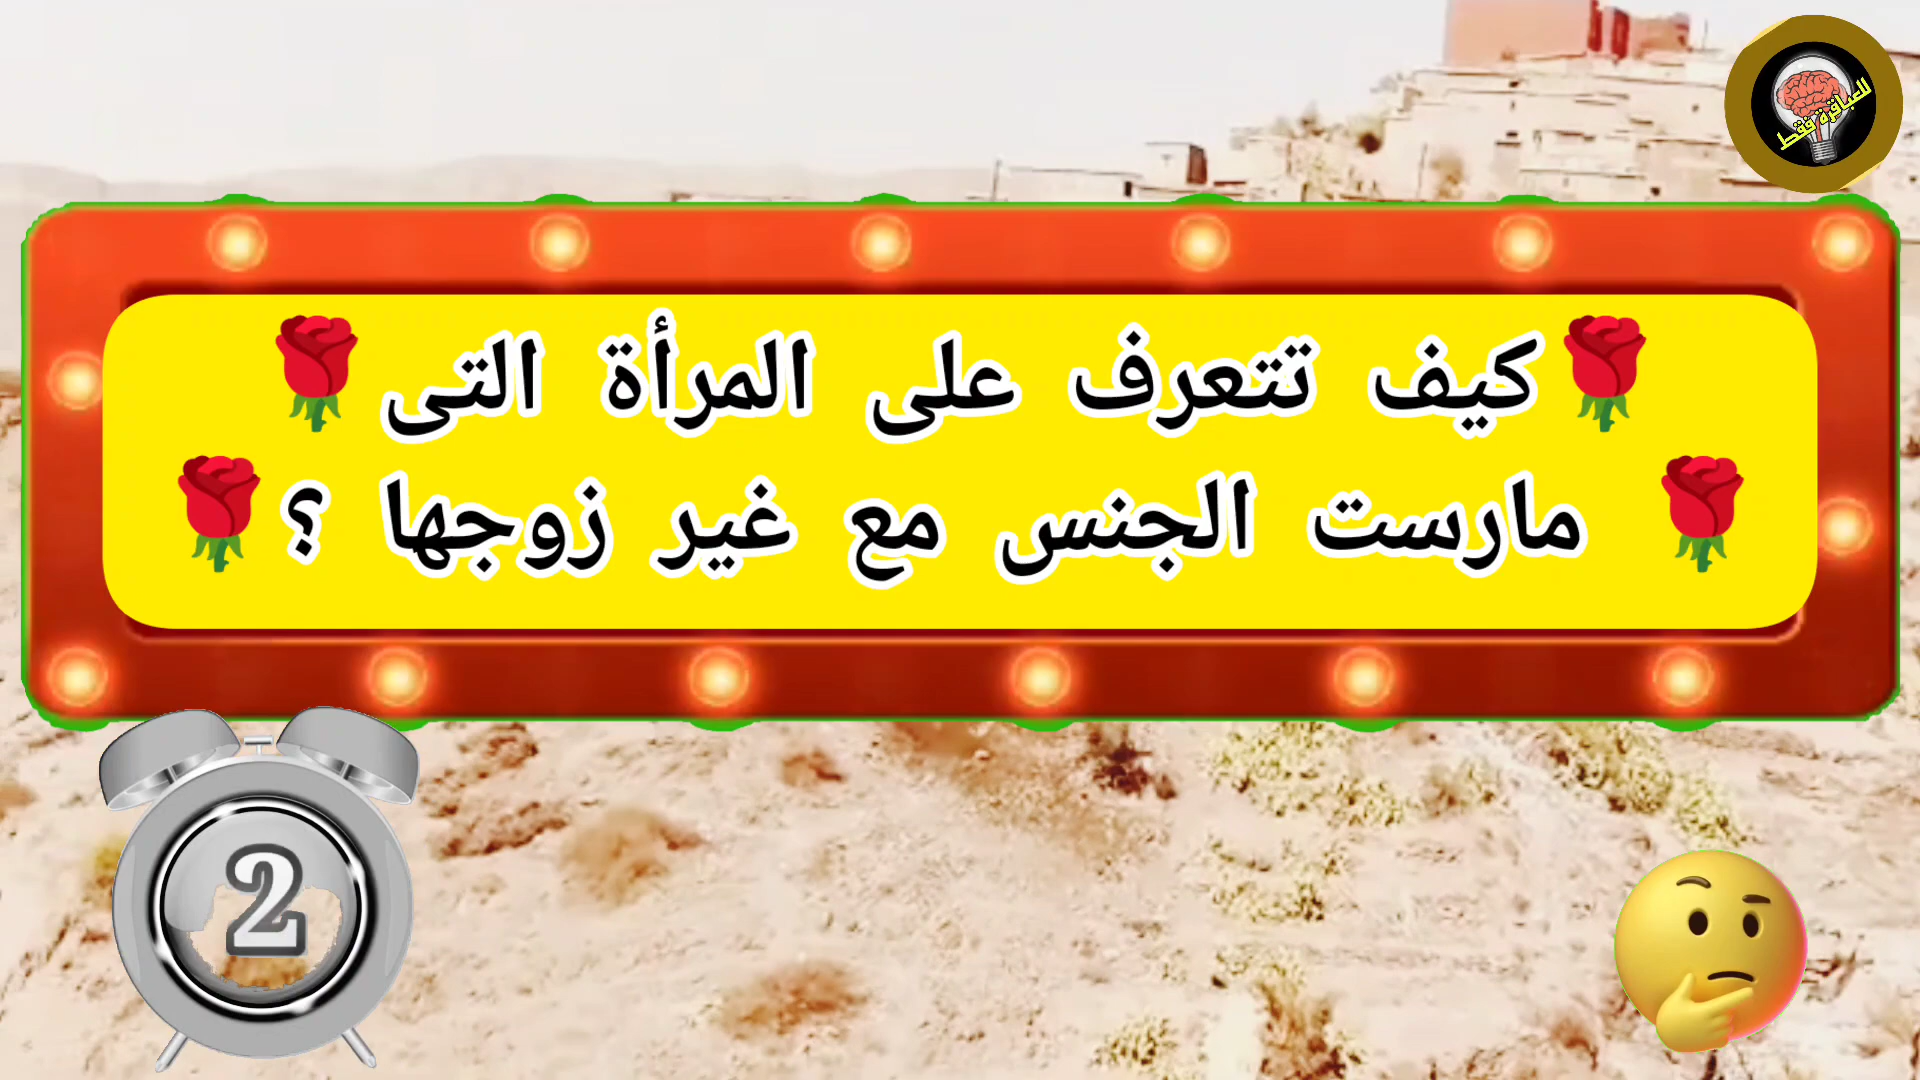 للعباقرة فقط
🌹كيف تتعرف على المرأة التى🌹
🌹 مارست الجنس مع غير زوجها ؟🌹
2